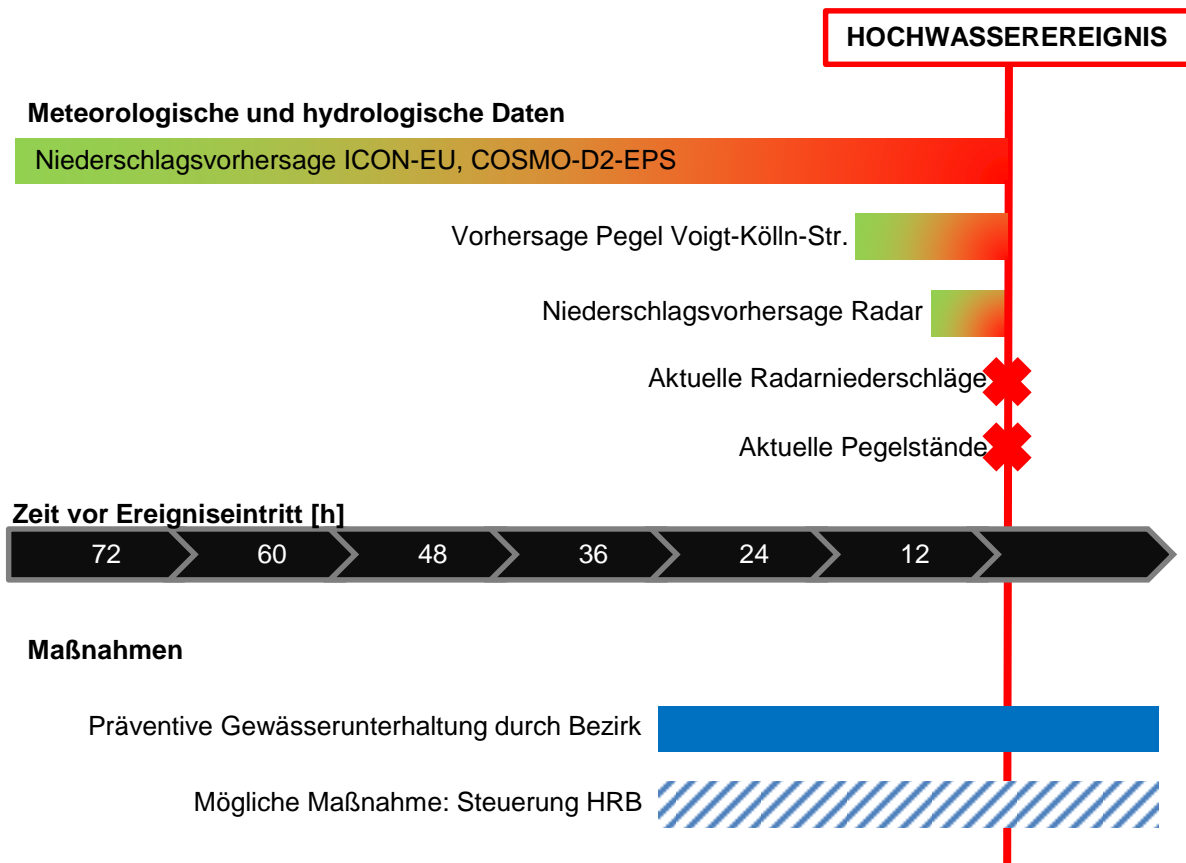 HOCHWASSEREREIGNIS
Meteorologische und hydrologische Daten
Niederschlagsvorhersage ICON-EU, COSMO-D2-EPS
Vorhersage Pegel Voigt-Kölln-Str.
Niederschlagsvorhersage Radar
Aktuelle Radarniederschläge
Aktuelle Pegelstände
Zeit vor Ereigniseintritt [h]
72 60 48 36 24 12
Maßnahmen
Präventive Gewässerunterhaltung durch Bezirk
Mögliche Maßnahme: Steuerung HRB